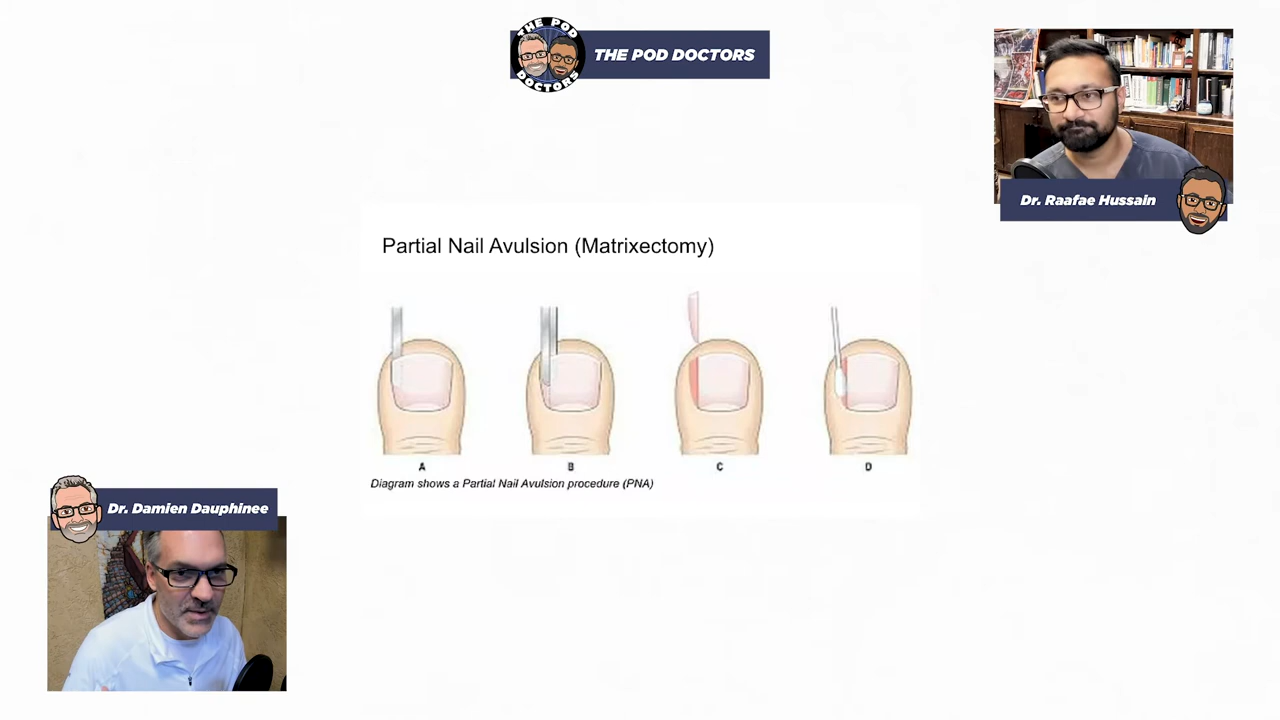 THE POD
DOCTORS
THE POD DOCTORS
Dr. Raafae Hussain
Partial Nail Avulsion (Matrixectomy)
A B C D
Diagram shows a Partial Nail Avulsion procedure (PNA)
Dr. Damien Dauphinee